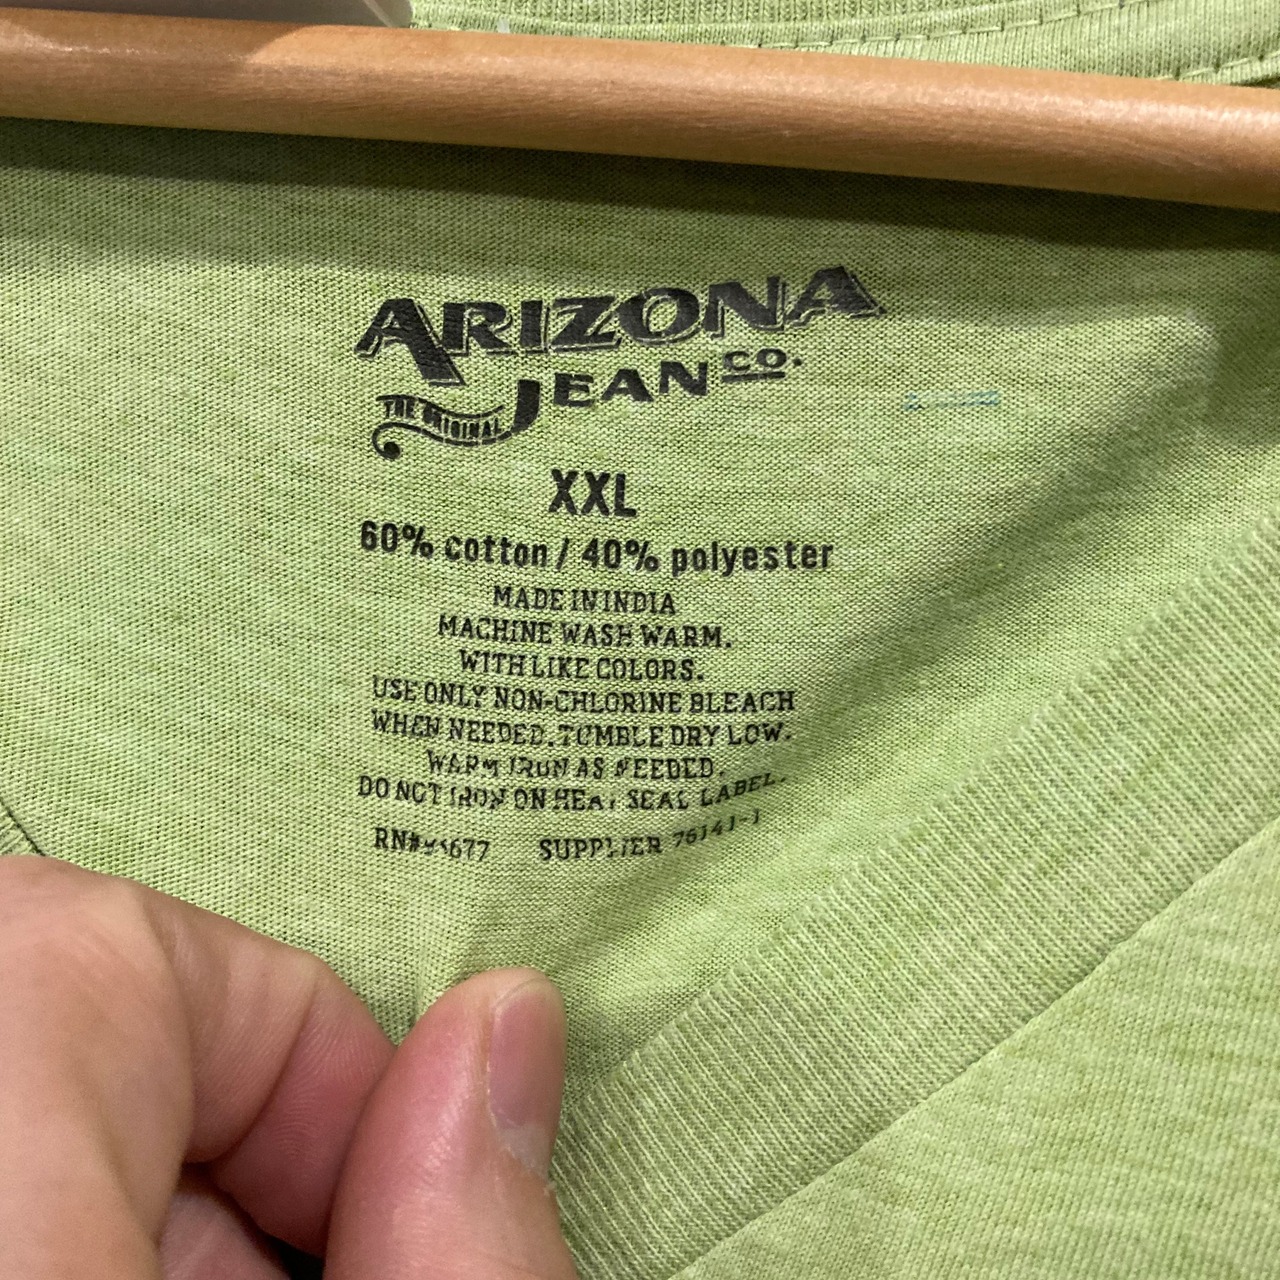 ARIZONA
JEAN CO.
THE ORIGINAL
XXL
60% cotton / 40% polyester
MADE IN INDIA
MACHINE WASH WARM.
WITH LIKE COLORS.
USE ONLY NON-CHLORINE BLEACH
WHEN NEEDED. TUMBLE DRY LOW.
WARM IRON AS NEEDED.
DO NOT IRON ON HEAT SEAL LABEL.
SUPPLIER 76141-1